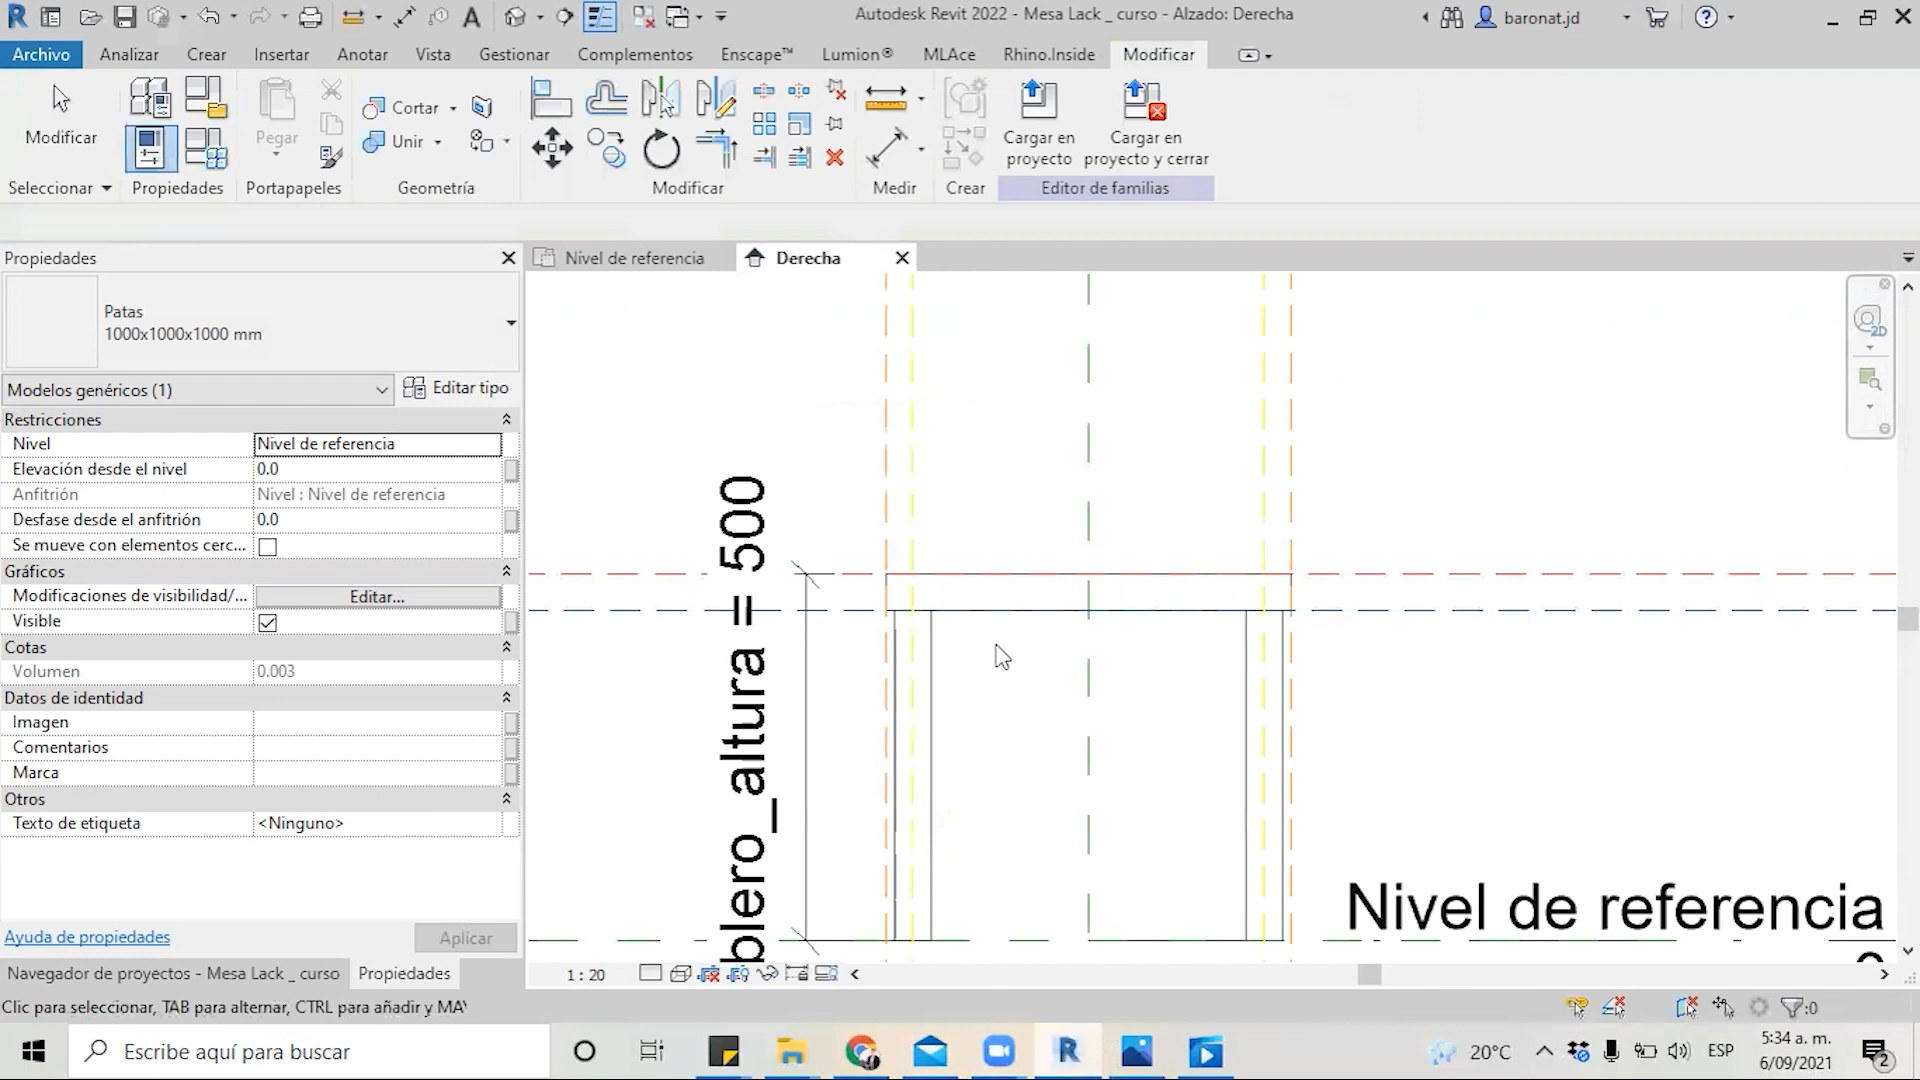 Autodesk Revit 2022 - Mesa Lack _ curso - Alzado: Derecha
baronat.jd
Archivo Analizar Crear Insertar Anotar Vista Gestionar Complementos Enscape™ Lumion® MLAce Rhino.Inside Modificar
Modificar
Pegar
Cortar
Unir
Cargar en proyecto
Cargar en proyecto y cerrar
Seleccionar Propiedades Portapapeles Geometría Modificar Medir Crear Editor de familias
Propiedades
Nivel de referencia
Derecha
Patas
1000x1000x1000 mm
Modelos genéricos (1)
Editar tipo
Restricciones
Nivel Nivel de referencia
Elevación desde el nivel 0.0
Anfitrión Nivel : Nivel de referencia
Desfase desde el anfitrión 0.0
Se mueve con elementos cerc...
Gráficos
Modificaciones de visibilidad/... Editar...
Visible
Cotas
Volumen 0.003
Datos de identidad
Imagen
Comentarios
Marca
Otros
Texto de etiqueta <Ninguno>
Ayuda de propiedades
Aplicar
Navegador de proyectos - Mesa Lack _ curso Propiedades
blero_altura = 500
Nivel de referencia
2D
1 : 20
Clic para seleccionar, TAB para alternar, CTRL para añadir y MA
:0
Escribe aquí para buscar
20°C
ESP
5:34 a. m.
6/09/2021
2